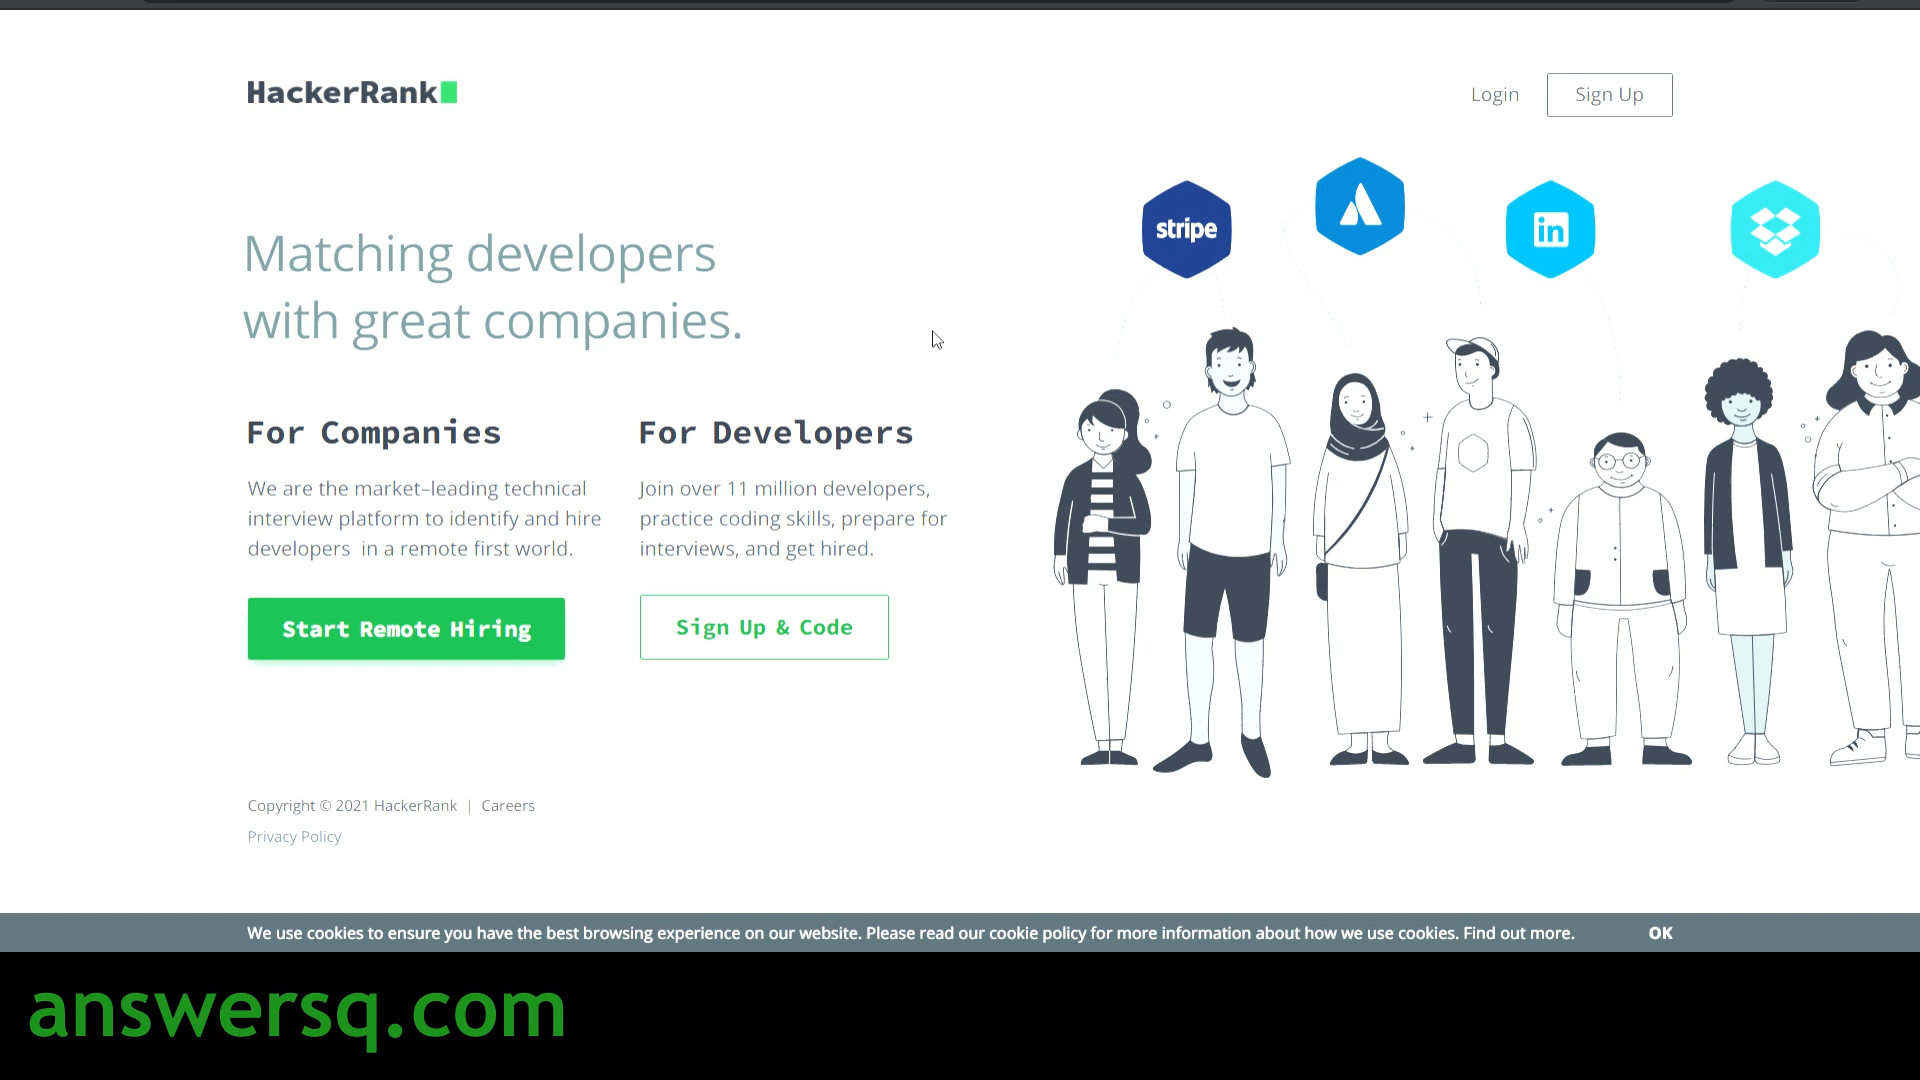 HackerRank
Login
Sign Up
stripe
in
Matching developers
with great companies.
For Companies
We are the market-leading technical
interview platform to identify and hire
developers in a remote first world.
Start Remote Hiring
For Developers
Join over 11 million developers,
practice coding skills, prepare for
interviews, and get hired.
Sign Up & Code
Copyright © 2021 HackerRank | Careers
Privacy Policy
We use cookies to ensure you have the best browsing experience on our website. Please read our cookie policy for more information about how we use cookies. Find out more.
OK
answersq.com